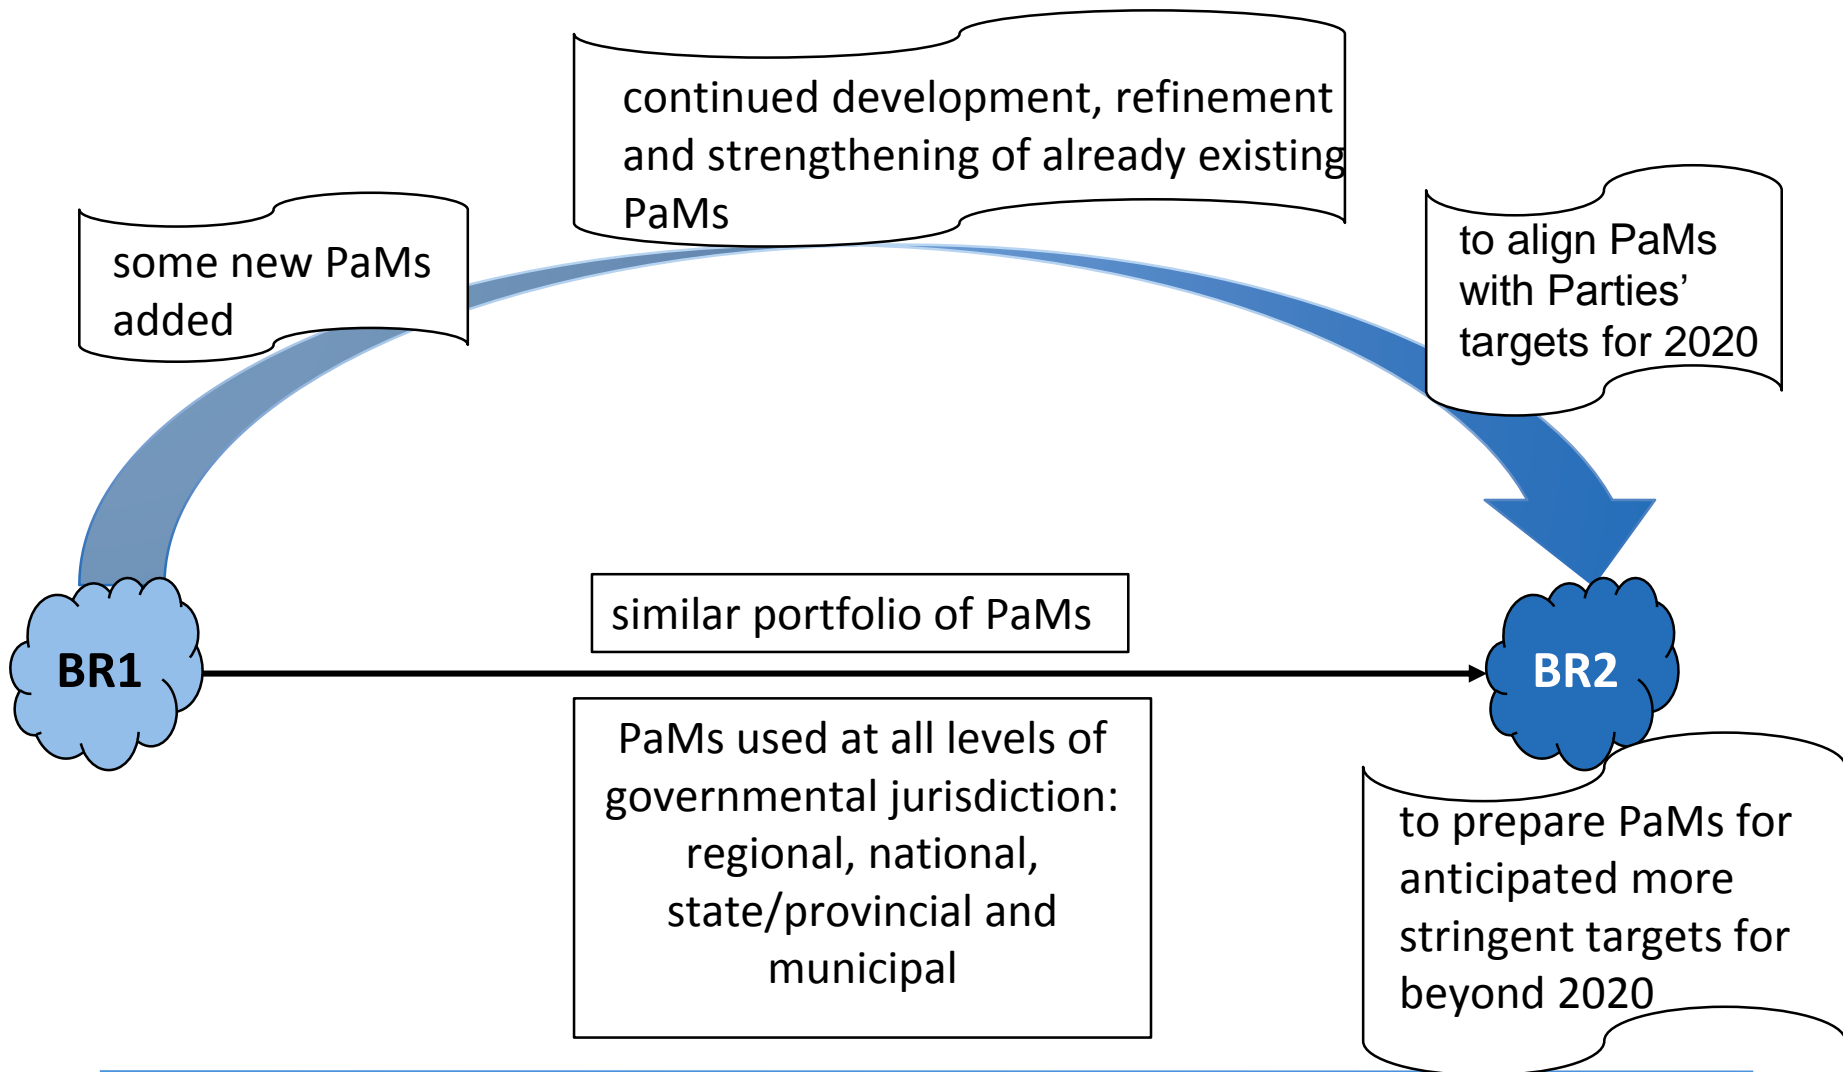 continued development, refinement
and strengthening of already existing
PaMs
some new PaMs
added
to align PaMs
with Parties’
targets for 2020
similar portfolio of PaMs
BR1
BR2
PaMs used at all levels of
governmental jurisdiction:
regional, national,
state/provincial and
municipal
to prepare PaMs for
anticipated more
stringent targets for
beyond 2020